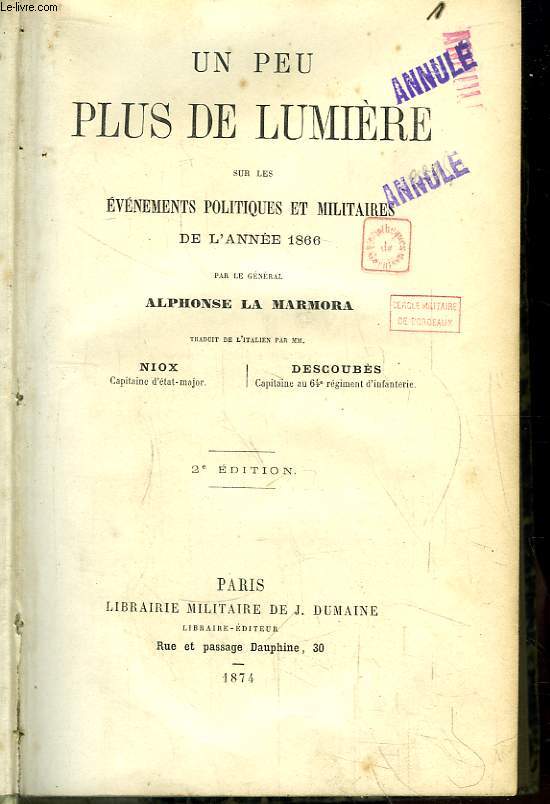 Le-livre.com
1
UN PEU
PLUS DE LUMIÈRE
SUR LES
ÉVÉNEMENTS POLITIQUES ET MILITAIRES
DE L'ANNÉE 1866
PAR LE GÉNÉRAL
ALPHONSE LA MARMORA
TRADUIT DE L'ITALIEN PAR MM.
NIOX
Capitaine d'état-major.
DESCOUBÈS
Capitaine au 64e régiment d'infanterie.
2e ÉDITION.
PARIS
LIBRAIRIE MILITAIRE DE J. DUMAINE
LIBRAIRE-ÉDITEUR
Rue et passage Dauphine, 30
1874
ANNULÉ
ANNULÉ
Bibliothèques de
CERCLE MILITAIRE
DE BORDEAUX